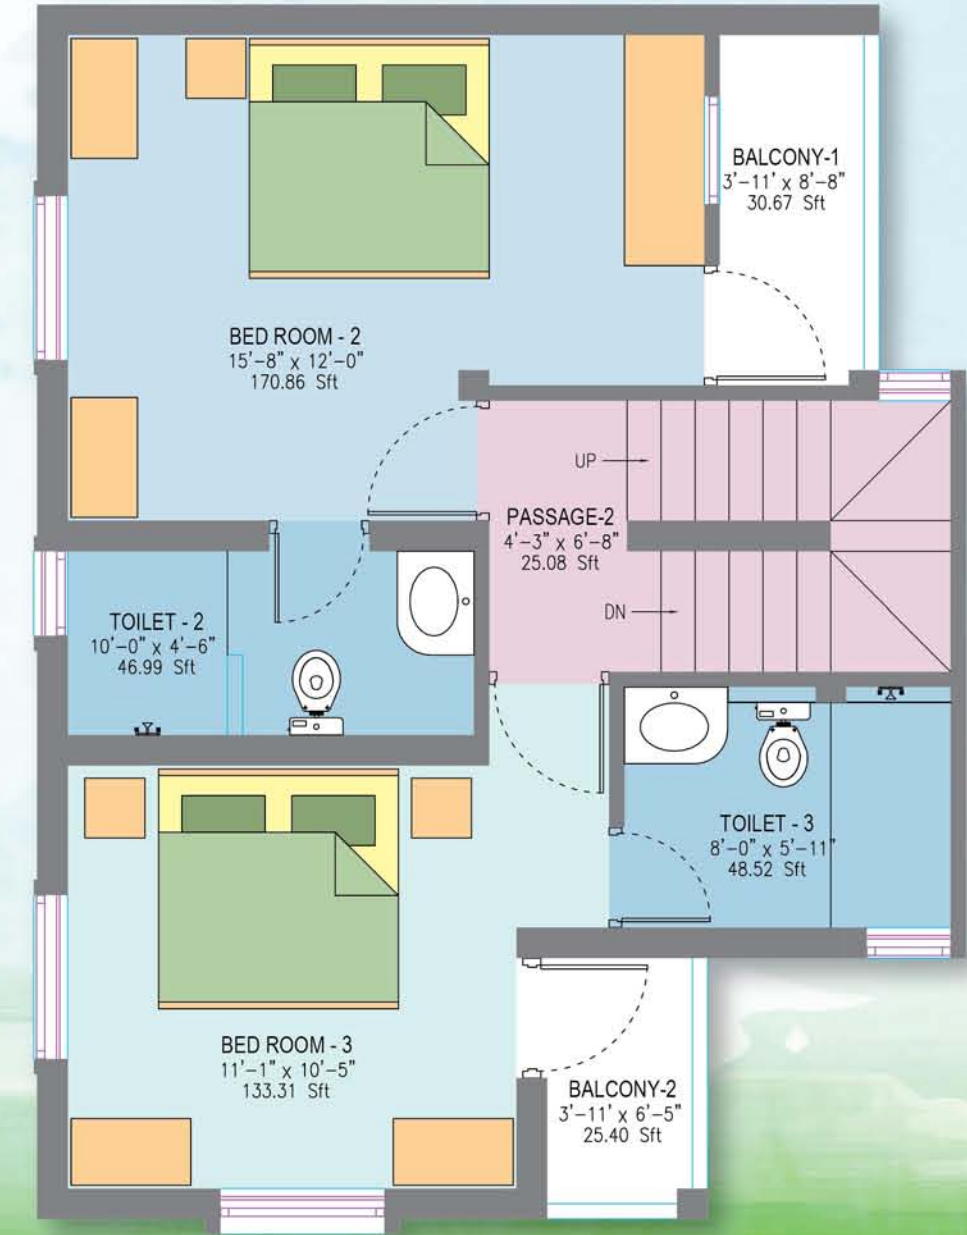 BALCONY-1
3'-11' x 8'-8"
30.67 Sft
BED ROOM - 2
15'-8" x 12'-0"
170.86 Sft
UP
PASSAGE-2
4'-3" x 6'-8"
25.08 Sft
DN
TOILET - 2
10'-0" x 4'-6"
46.99 Sft
TOILET - 3
8'-0" x 5'-11"
48.52 Sft
BED ROOM - 3
11'-1" x 10'-5"
133.31 Sft
BALCONY-2
3'-11' x 6'-5"
25.40 Sft